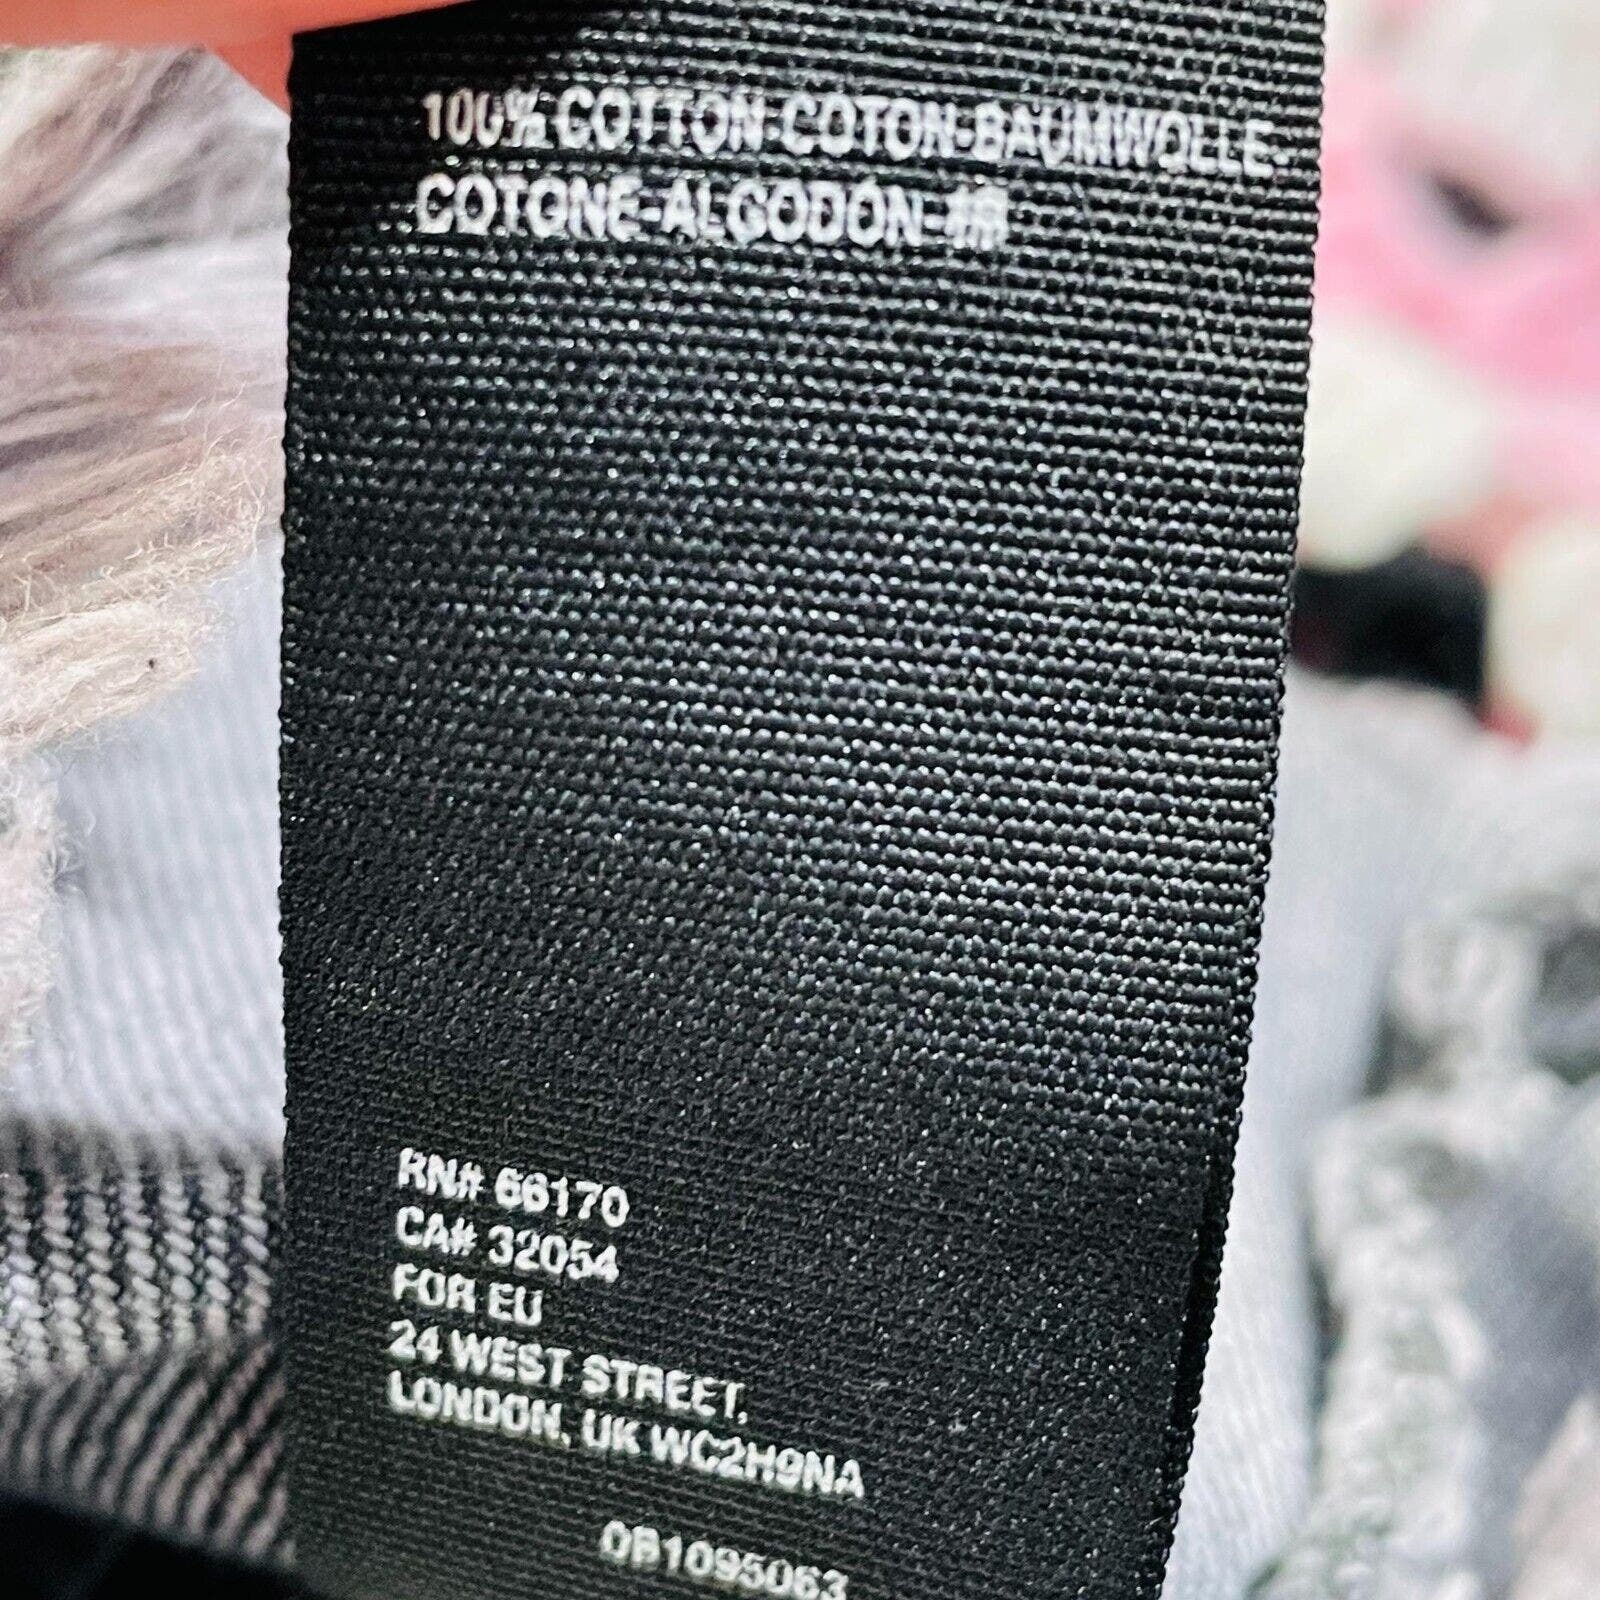 100% COTTON-COTON-BAUMWOLLE-
COTONE-ALGODÓN-棉
RN# 66170
CA# 32054
FOR EU
24 WEST STREET,
LONDON, UK WC2H9NA
0B1095063